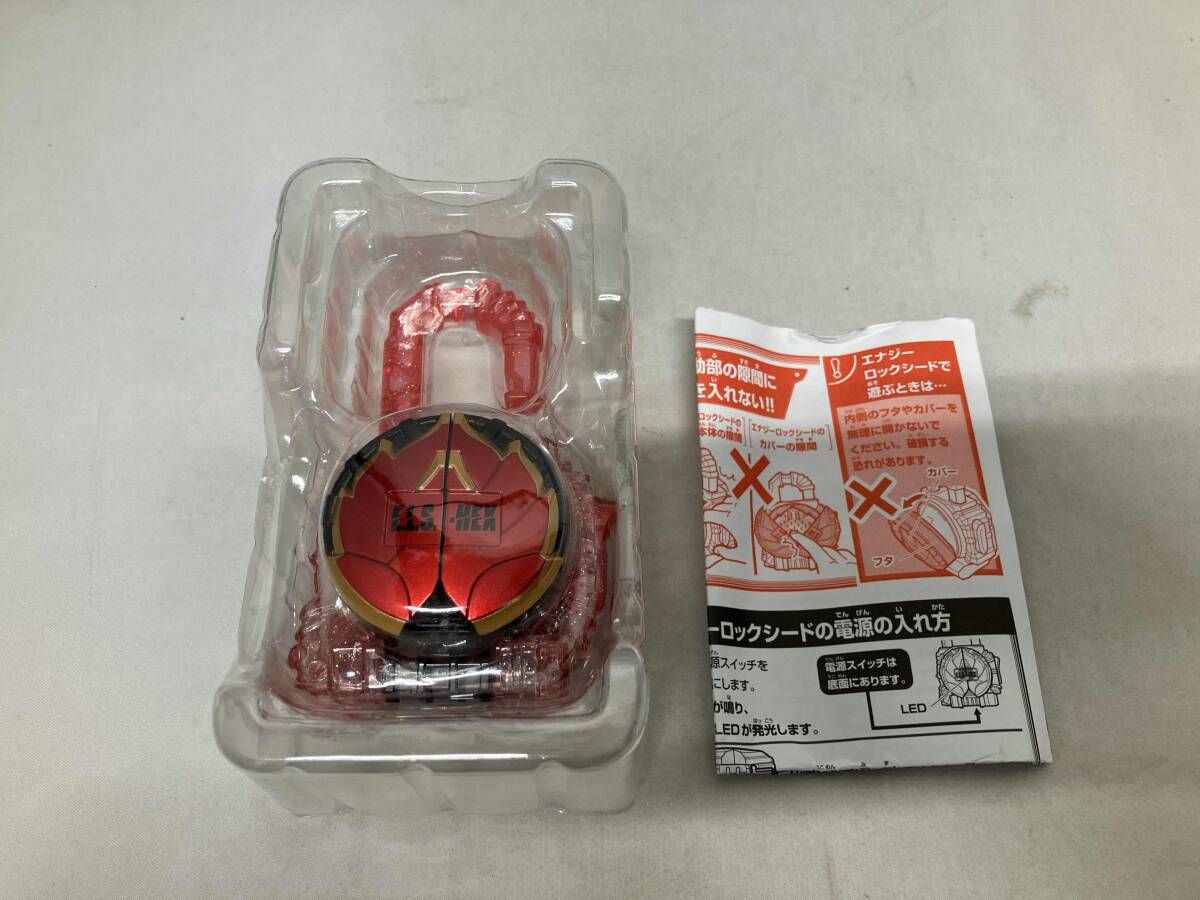 E.L.S.-HEX
動部の隙間に
を入れない!!
ロックシードの
本体の隙間
エナジーロックシードの
カバーの隙間
エナジー
ロックシードで
遊ぶときは…
内側のフタやカバーを
無理に開かないで
ください。破損する
恐れがあります。
カバー
フタ
ーロックシードの電源の入れ方
源スイッチを
にします。
が鳴り、
LEDが発光します。
電源スイッチは
底面にあります。
LED